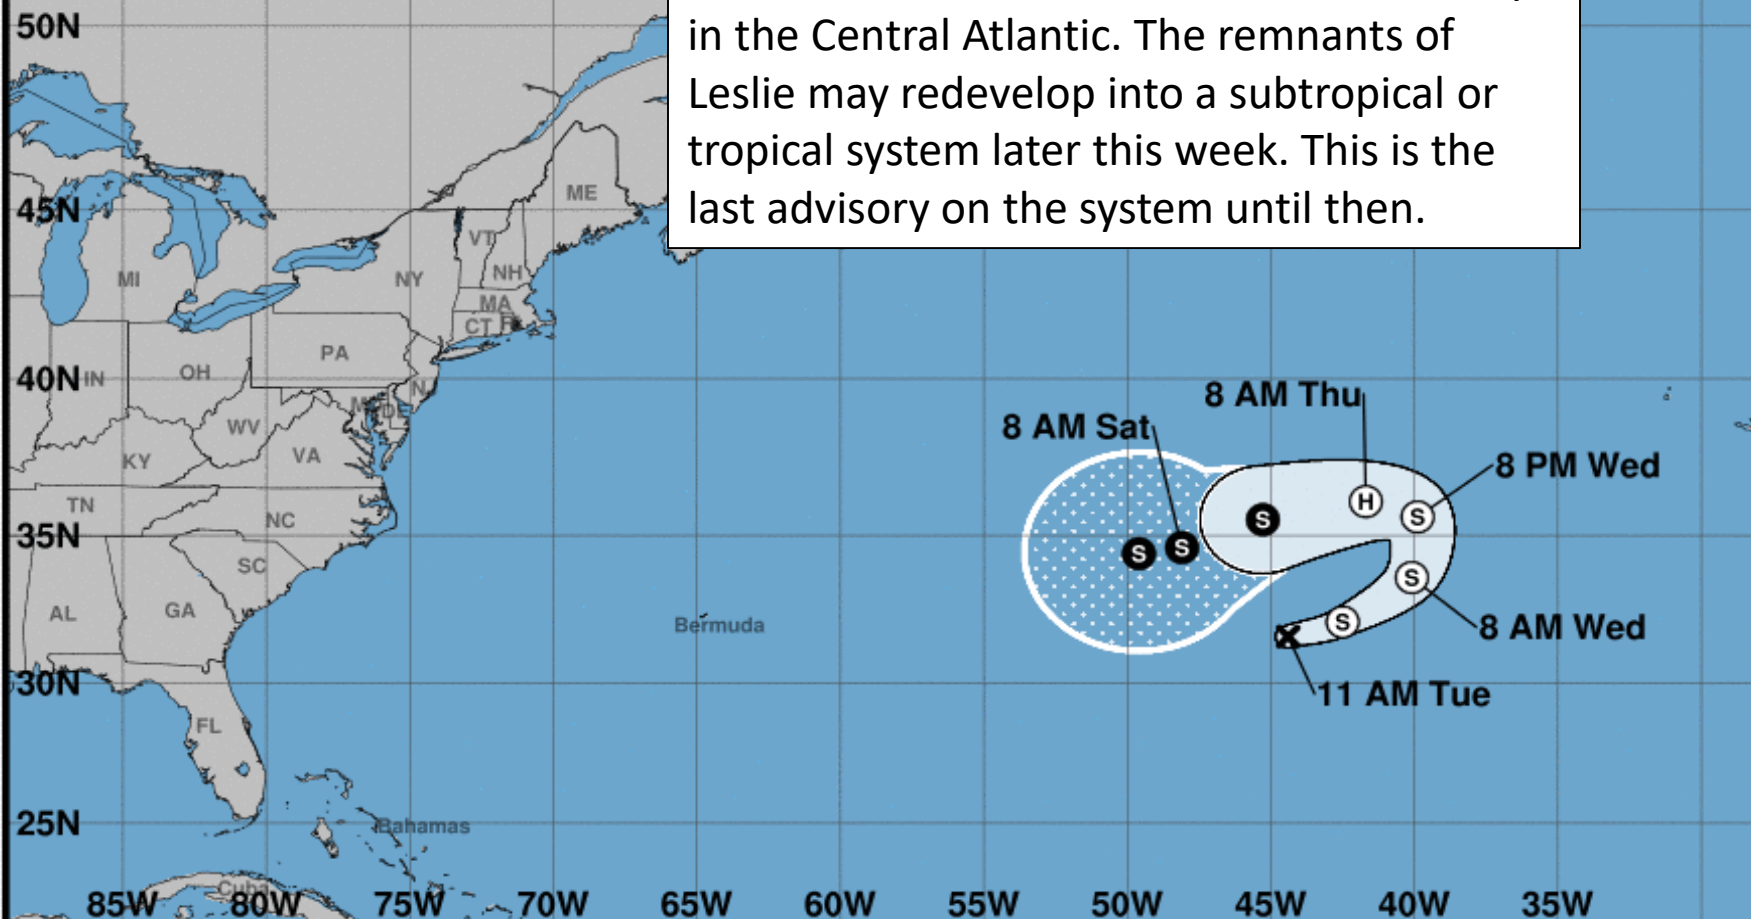 50N
in the Central Atlantic. The remnants of
Leslie may redevelop into a subtropical or
tropical system later this week. This is the
last advisory on the system until then.
ME
45N
VT
MI
NY
NH
MA
CT
PA
40N
IN
OH
8 AM Thu
8 AM Sat
WV
DE
KY
VA
8 PM Wed
TN
H
NC
S
S
35N
S
S
SC
S
AL
GA
Bermuda
S
8 AM Wed
30N
11 AM Tue
FL
25N
Bahamas
Cuba
85W 80W 75W 70W 65W 60W 55W 50W 45W 40W 35W